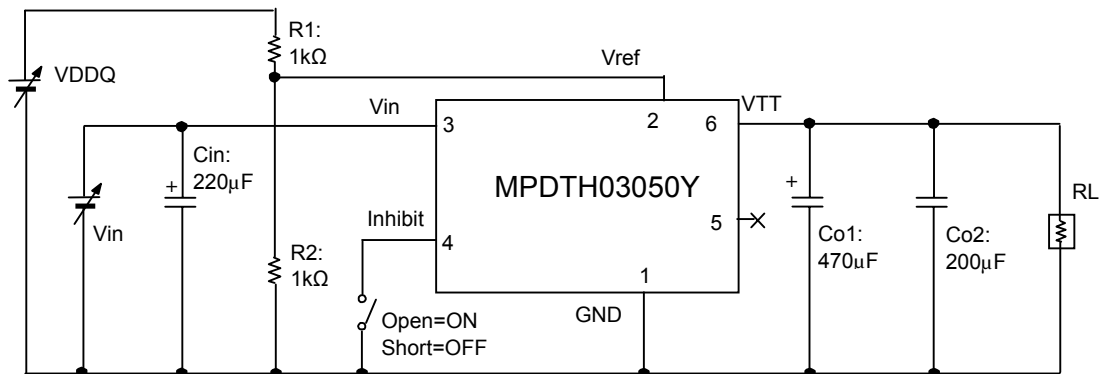 R1:
1kΩ
VDDQ
Vref
Vin
VTT
3
2
6
Cin:
+
220μF
MPDTH03050Y
+
RL
Vin
Inhibit
4
5
R2:
1kΩ
Co1:
470μF
Co2:
200μF
1
GND
Open=ON
Short=OFF